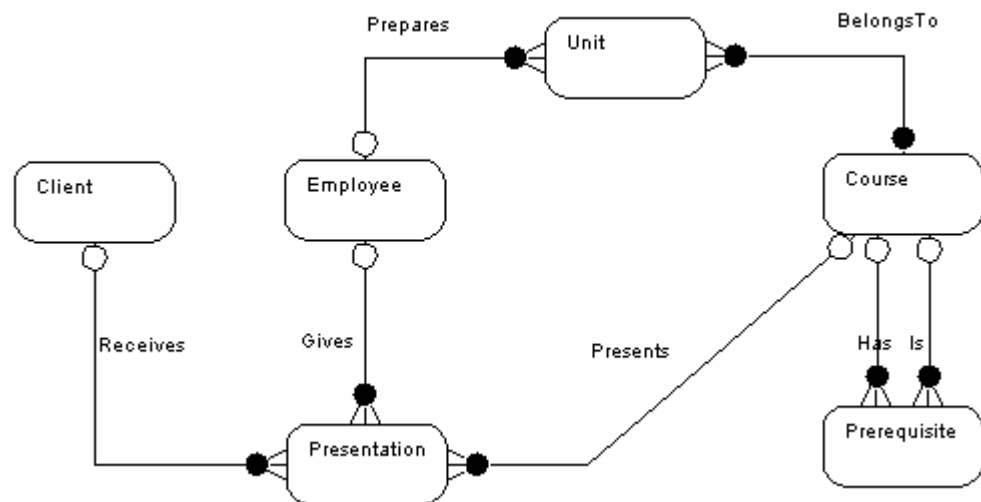 Prepares
Unit
BelongsTo
Client
Employee
Course
Receives
Gives
Presents
Has
Is
Presentation
Prerequisite